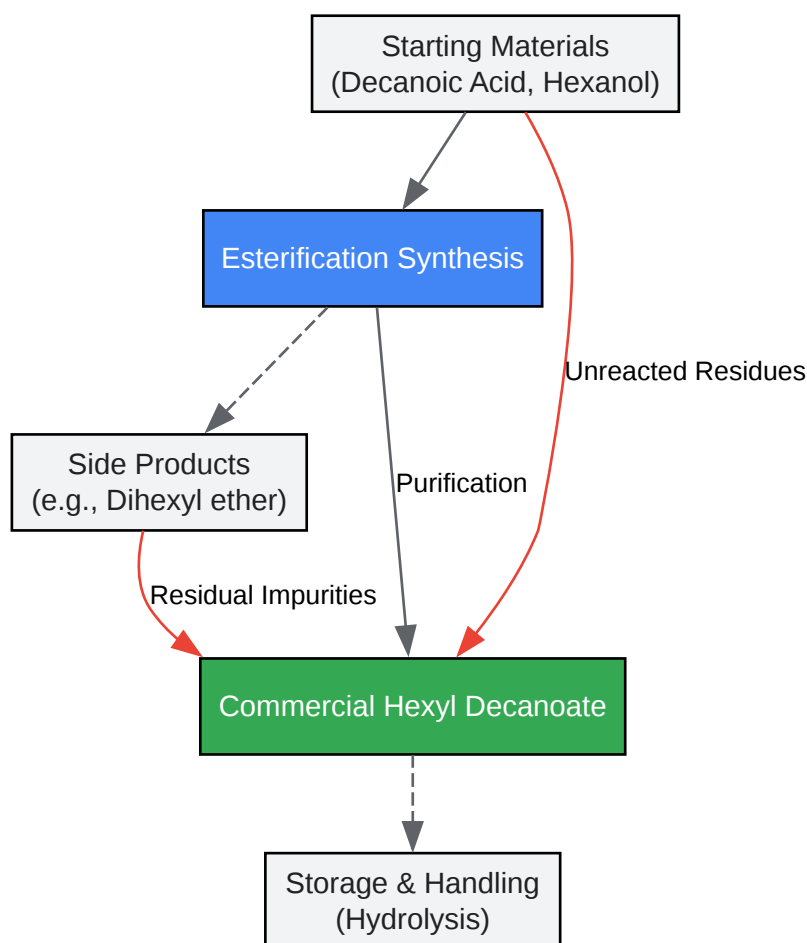 Starting Materials
(Decanoic Acid, Hexanol)
Esterification Synthesis
Unreacted Residues
Side Products
(e.g., Dihexyl ether)
Purification
Residual Impurities
Commercial Hexyl Decanoate
Storage & Handling
(Hydrolysis)